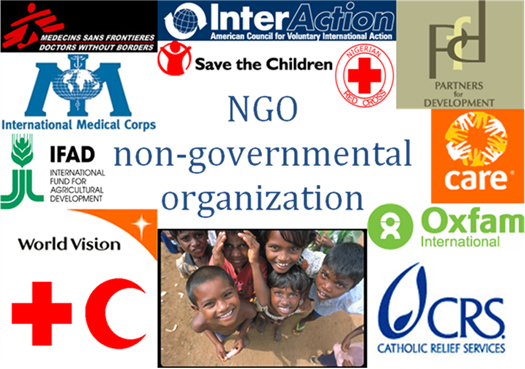 MEDECINS SANS FRONTIERES
DOCTORS WITHOUT BORDERS
InterAction
American Council for Voluntary International Action
Save the Children
NIGERIAN
RED CROSS
Pfd
PARTNERS
for
DEVELOPMENT
International Medical Corps
NGO
non-governmental
organization
IFAD
INTERNATIONAL
FUND FOR
AGRICULTURAL
DEVELOPMENT
care®
World Vision
Oxfam
International
CRS.
CATHOLIC RELIEF SERVICES